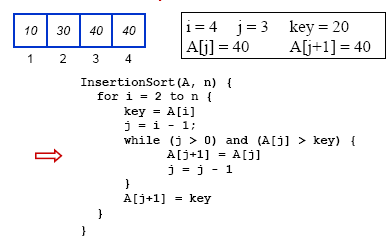 10 30 40 40
1 2 3 4
i = 4 j = 3 key = 20
A[j] = 40 A[j+1] = 40
InsertionSort(A, n) {
for i = 2 to n {
key = A[i]
j = i - 1;
while (j > 0) and (A[j] > key) {
A[j+1] = A[j]
j = j - 1
}
A[j+1] = key
}
}